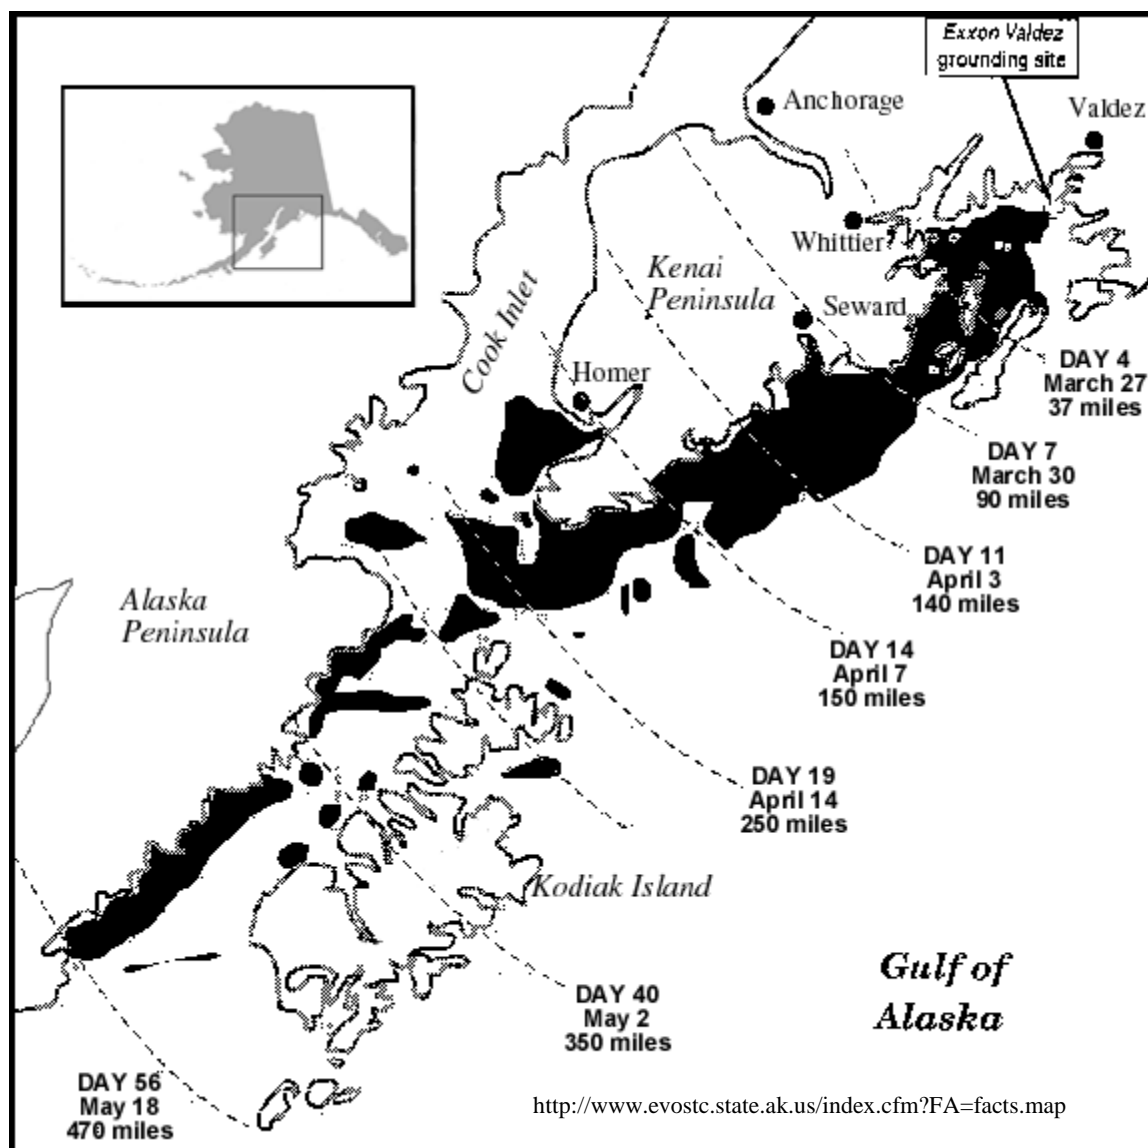 Exxon Valdez
grounding site
Anchorage
Valdez
Whittier
Kenai
Peninsula
Seward
Cook Inlet
Homer
DAY 4
March 27
37 miles
DAY 7
March 30
90 miles
DAY 11
April 3
140 miles
Alaska
Peninsula
DAY 14
April 7
150 miles
DAY 19
April 14
250 miles
Kodiak Island
Gulf of
Alaska
DAY 40
May 2
350 miles
DAY 56
May 18
470 miles
http://www.evostc.state.ak.us/index.cfm?FA=facts.map